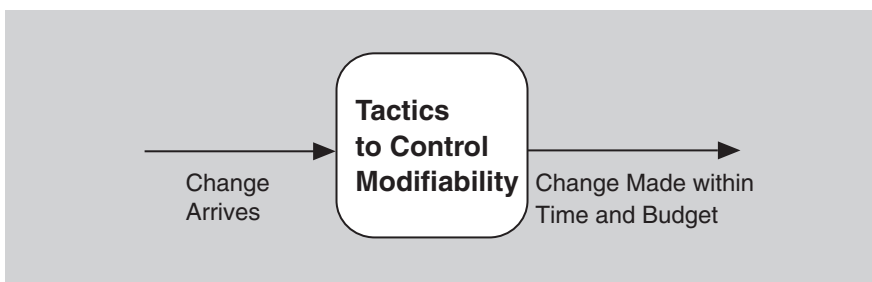 Tactics
to Control
Modifiability
Change
Arrives
Change Made within
Time and Budget